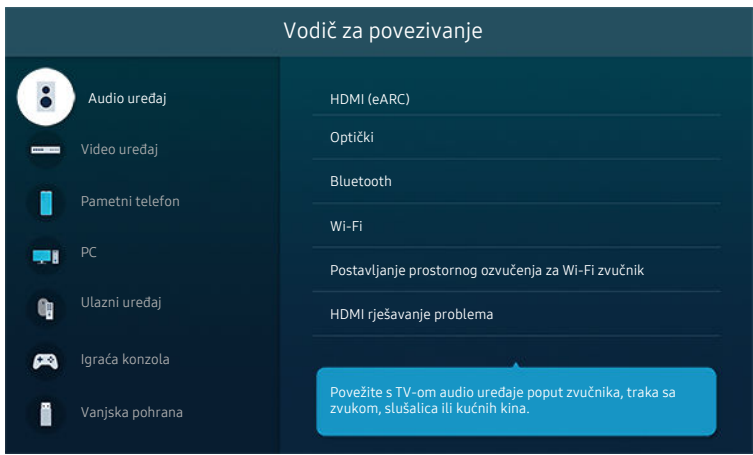 Vodič za povezivanje
Audio uređaj
Video uređaj
Pametni telefon
PC
Ulazni uređaj
Igraća konzola
Vanjska pohrana
HDMI (eARC)
Optički
Bluetooth
Wi-Fi
Postavljanje prostornog ozvučenja za Wi-Fi zvučnik
HDMI rješavanje problema
Povežite s TV-om audio uređaje poput zvučnika, traka sa
zvukom, slušalica ili kućnih kina.